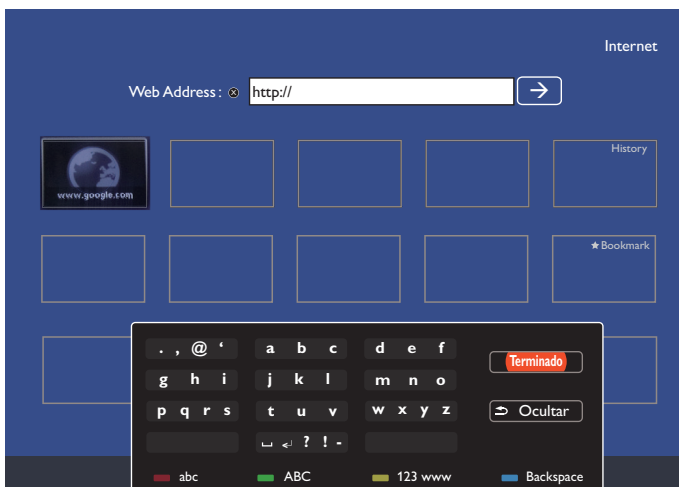 Internet
Web Address : http://
www.google.com
History
Bookmark
. , @ ‘ a b c d e f
Terminado
g h i j k l m n o
p q r s t u v w x y z
Ocultar
? ! -
abc ABC 123 www Backspace